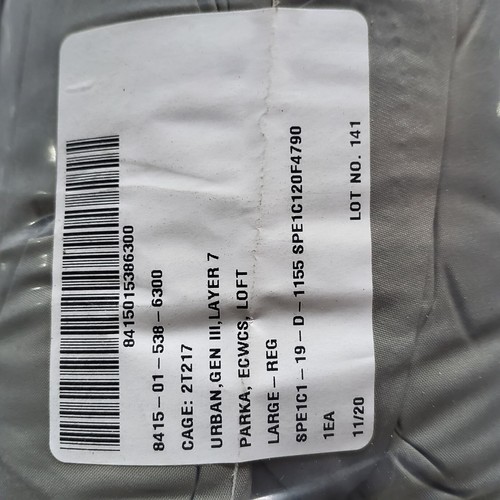 8415015386300
8415-01-538-6300
CAGE: 2T217
URBAN,GEN III,LAYER 7
PARKA, ECWCS, LOFT
LARGE-REG
SPE1C1-19-D-1155 SPE1C120F4790
1EA
11/20 LOT NO. 141